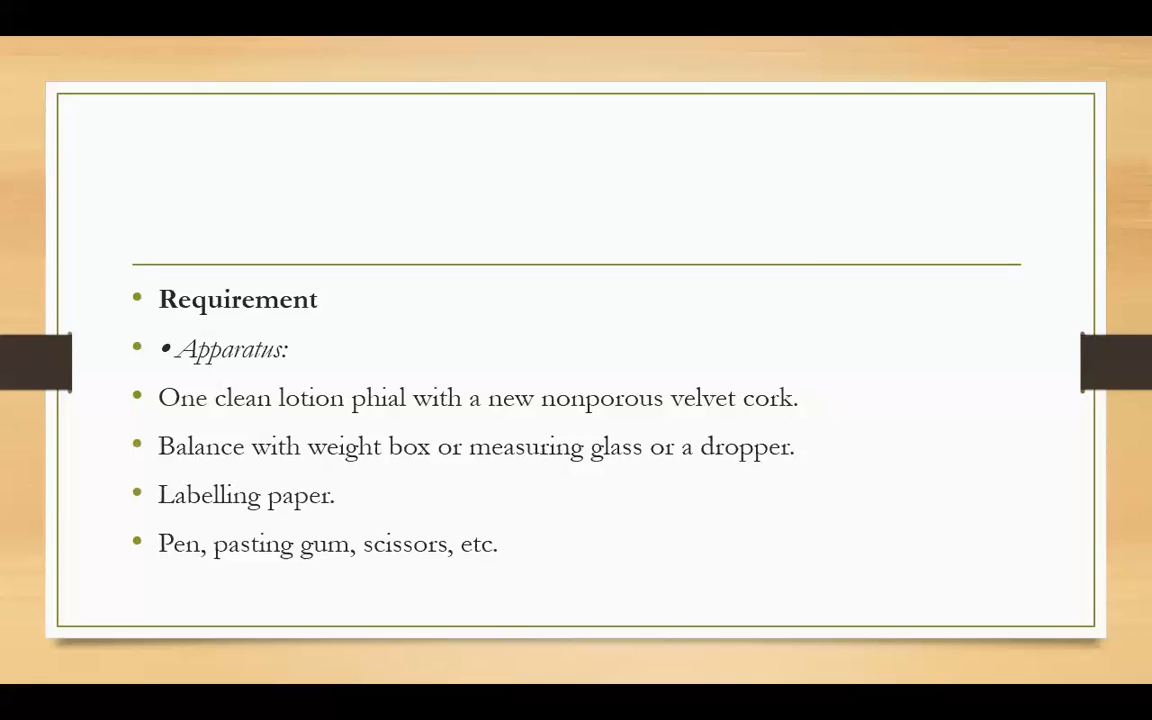 • Requirement
• • Apparatus:
• One clean lotion phial with a new nonporous velvet cork.
• Balance with weight box or measuring glass or a dropper.
• Labelling paper.
• Pen, pasting gum, scissors, etc.